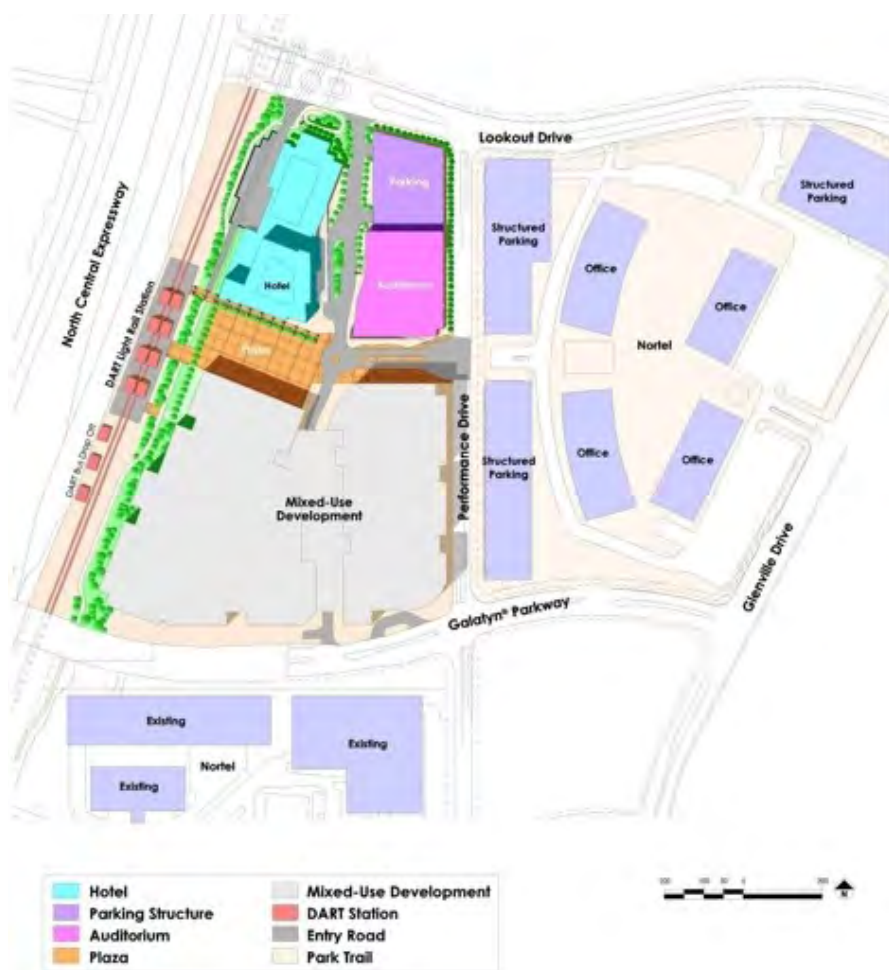 Lookout Drive
North Central Expressway
Parking
Structured
Parking
Structured
Parking
Office
Office
Hotel
Auditorium
DART Light Rail Station
Plaza
Nortel
DART Bus Drop Off
Performance Drive
Structured
Parking
Office
Office
Mixed-Use
Development
Glenville Drive
Galatyn® Parkway
Existing
Existing
Nortel
Existing
Hotel
Parking Structure
Auditorium
Plaza
Mixed-Use Development
DART Station
Entry Road
Park Trail
N